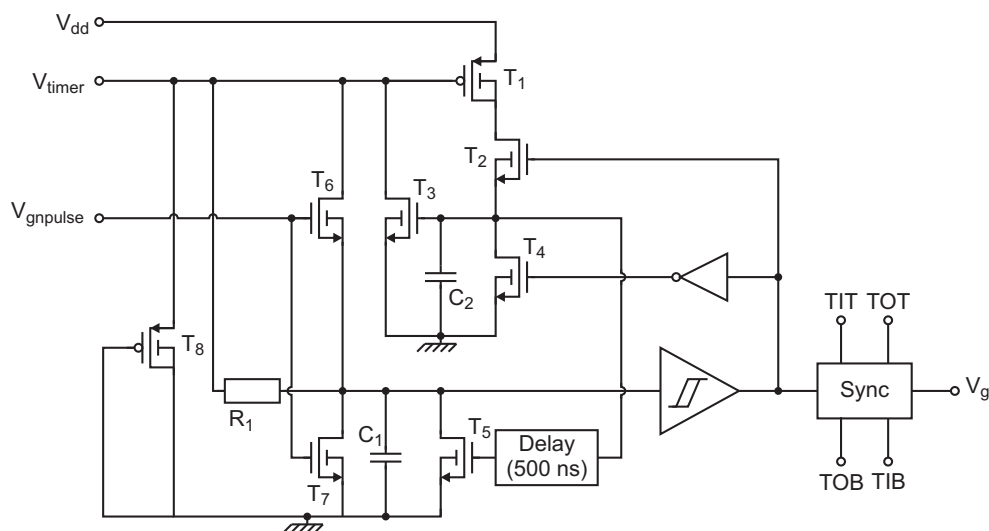 Vdd
Vtimer
T1
T2
T6
T3
Vgnpulse
T4
C2
TIT TOT
T8
Sync
Vg
R1
C1
T5
Delay
(500 ns)
T7
TOB TIB